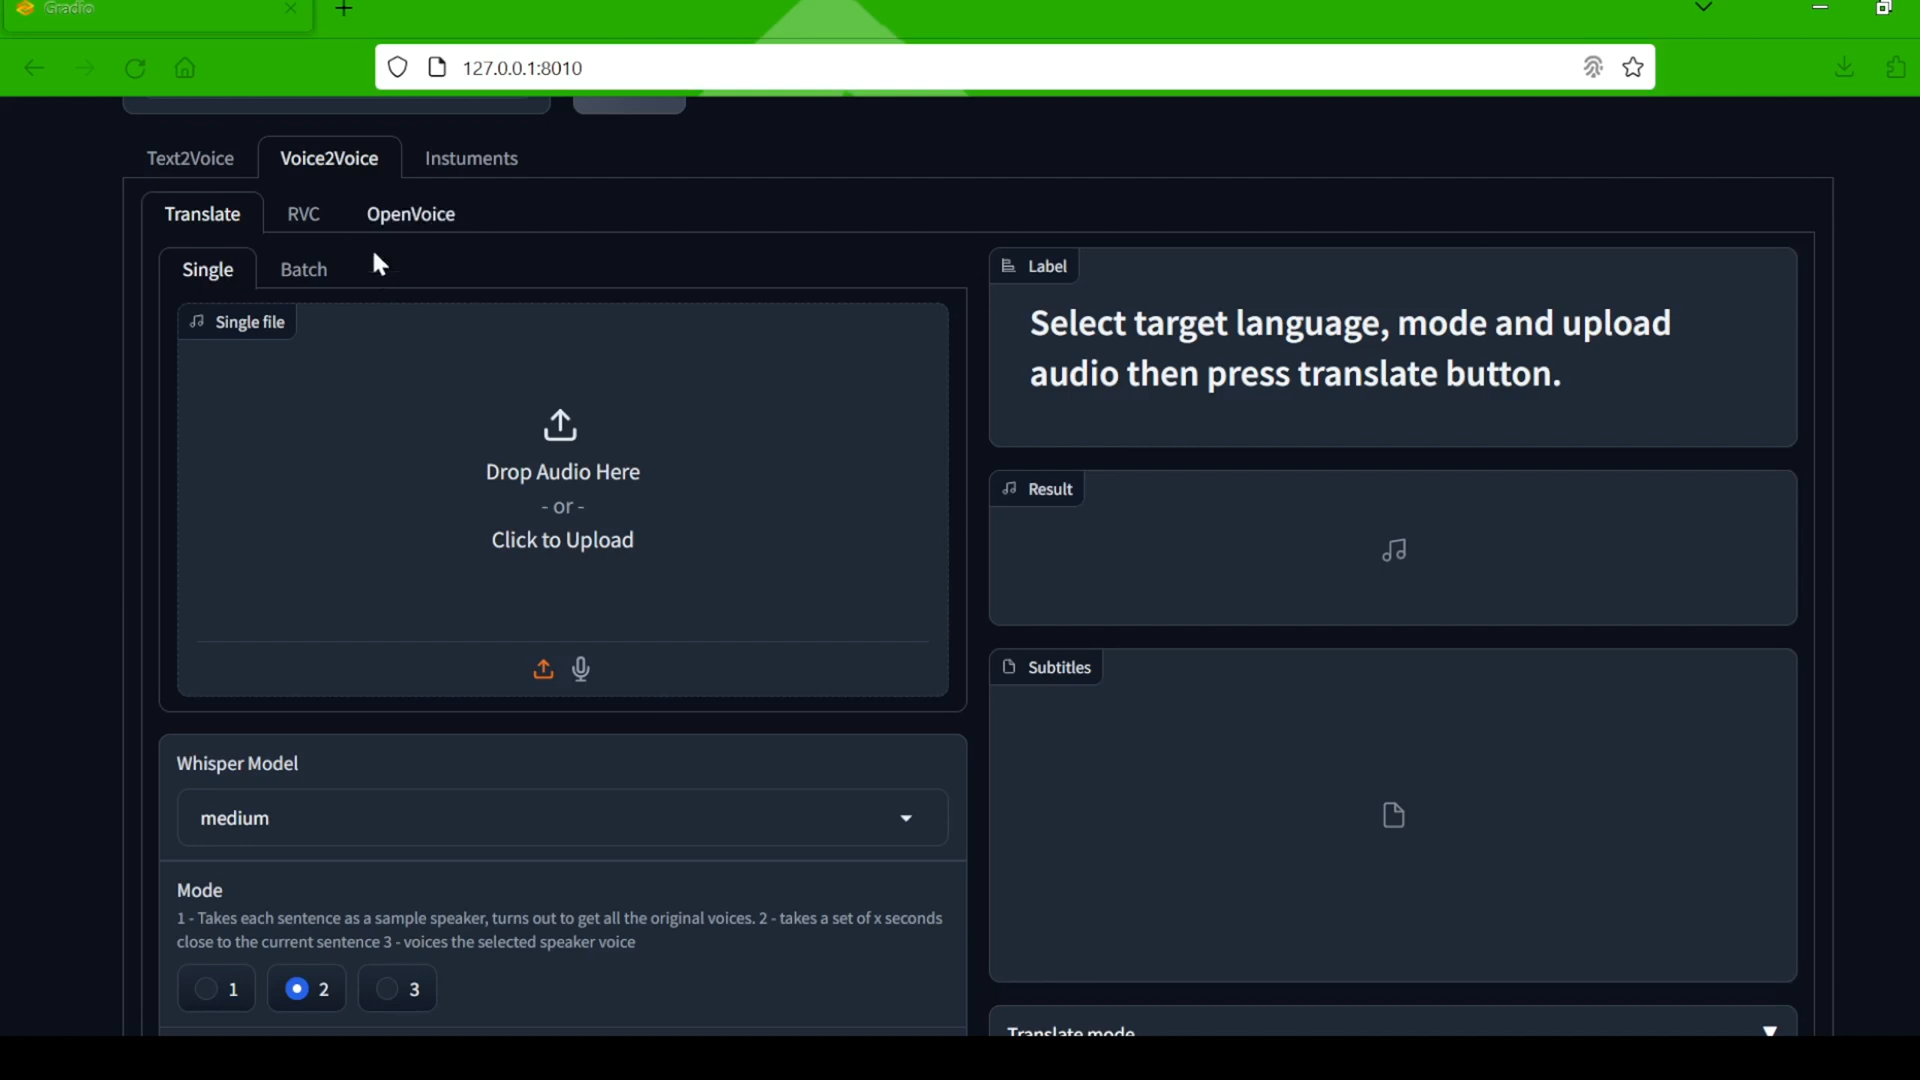 Gradio
127.0.0.1:8010
Text2Voice
Voice2Voice
Instuments
Translate
RVC
OpenVoice
Single
Batch
Single file
Drop Audio Here
- or -
Click to Upload
Whisper Model
medium
Mode
1 - Takes each sentence as a sample speaker, turns out to get all the original voices. 2 - takes a set of x seconds
close to the current sentence 3 - voices the selected speaker voice
1
2
3
Label
Select target language, mode and upload
audio then press translate button.
Result
Subtitles
Translate mode